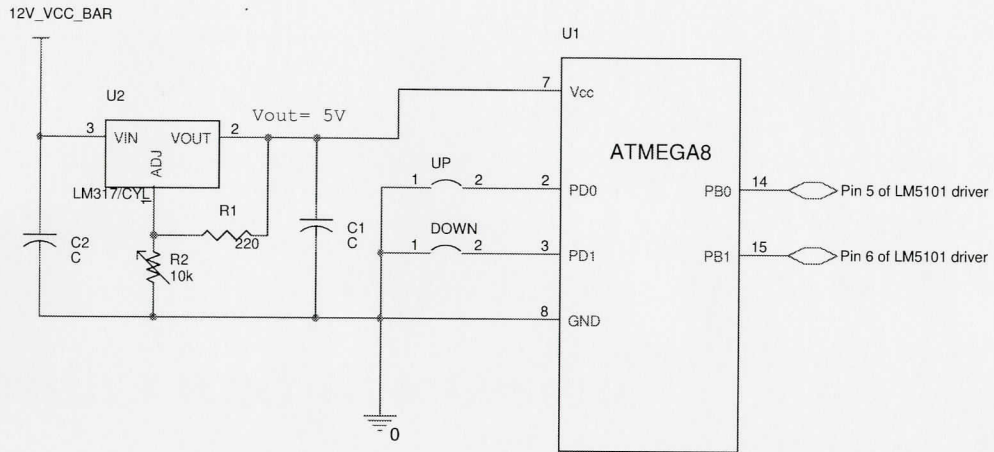 12V_VCC_BAR
U1
U2
7
Vcc
Vout= 5V
3
VIN
VOUT
2
ADJ
ATMEGA8
UP
1
2
2
PD0
PB0
14
Pin 5 of LM5101 driver
LM317/CYL
1
R1
220
C1
C
DOWN
1
2
3
PD1
PB1
15
Pin 6 of LM5101 driver
C2
C
R2
10k
8
GND
0